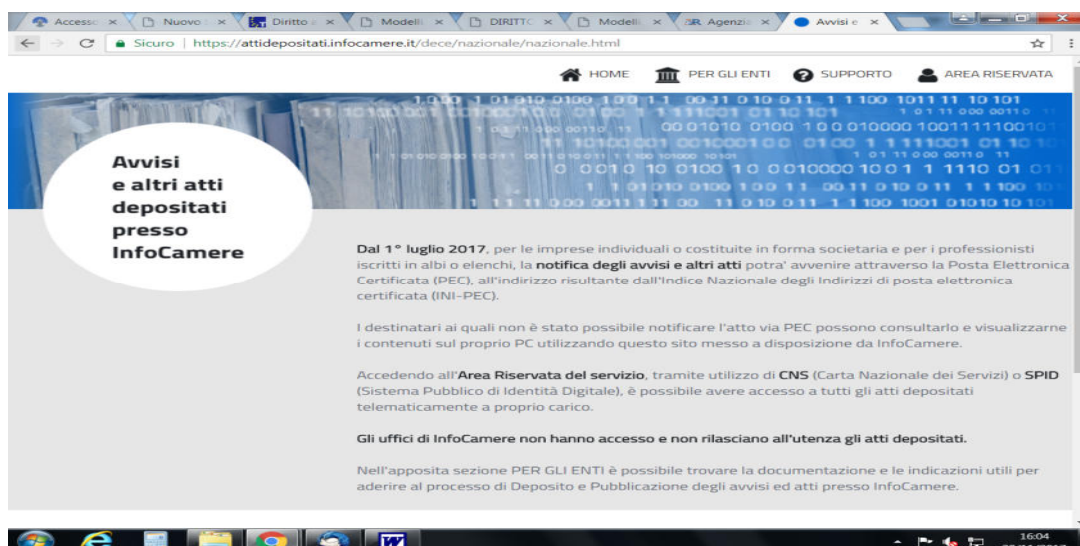 Accesso
Nuovo
Diritto
Modelli
DIRITTO
Modelli
Agenzia
Avvisi e
Sicuro https://attidepositati.infocamere.it/dece/nazionale/nazionale.html
HOME PER GLI ENTI SUPPORTO AREA RISERVATA
Avvisi
e altri atti
depositati
presso
InfoCamere
Dal 1° luglio 2017, per le imprese individuali o costituite in forma societaria e per i professionisti
iscritti in albi o elenchi, la notifica degli avvisi e altri atti potra' avvenire attraverso la Posta Elettronica
Certificata (PEC), all'indirizzo risultante dall'Indice Nazionale degli Indirizzi di posta elettronica
certificata (INI-PEC).
I destinatari ai quali non è stato possibile notificare l'atto via PEC possono consultarlo e visualizzarne
i contenuti sul proprio PC utilizzando questo sito messo a disposizione da InfoCamere.
Accedendo all'Area Riservata del servizio, tramite utilizzo di CNS (Carta Nazionale dei Servizi) o SPID
(Sistema Pubblico di Identità Digitale), è possibile avere accesso a tutti gli atti depositati
telematicamente a proprio carico.
Gli uffici di InfoCamere non hanno accesso e non rilasciano all'utenza gli atti depositati.
Nell'apposita sezione PER GLI ENTI è possibile trovare la documentazione e le indicazioni utili per
aderire al processo di Deposito e Pubblicazione degli avvisi ed atti presso InfoCamere.
16:04